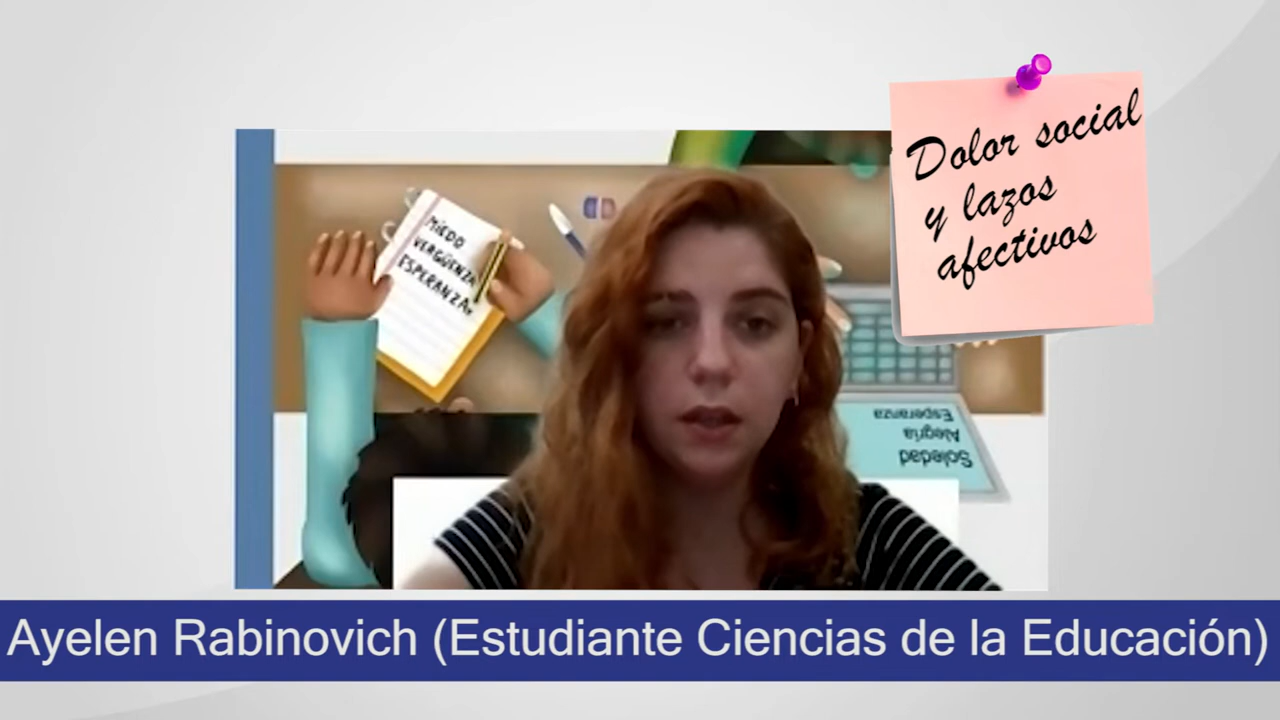 Dolor social
y lazos
afectivos
MIEDO
VERGÜENZA
ESPERANZA.
Esperanza
Alegría
Soledad
Ayelen Rabinovich (Estudiante Ciencias de la Educación)